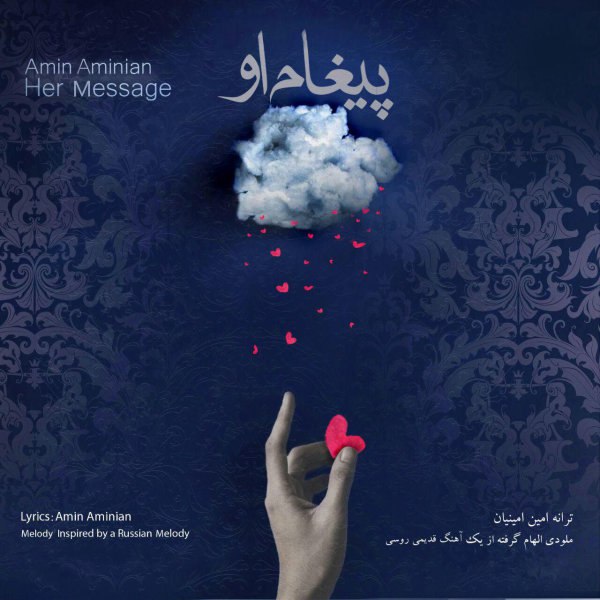 پیغام او
Amin Aminian
Her Message
Lyrics: Amin Aminian
Melody Inspired by a Russian Melody
ترانه امین امینیان
ملودی الهام گرفته از یک آهنگ قدیمی روسی